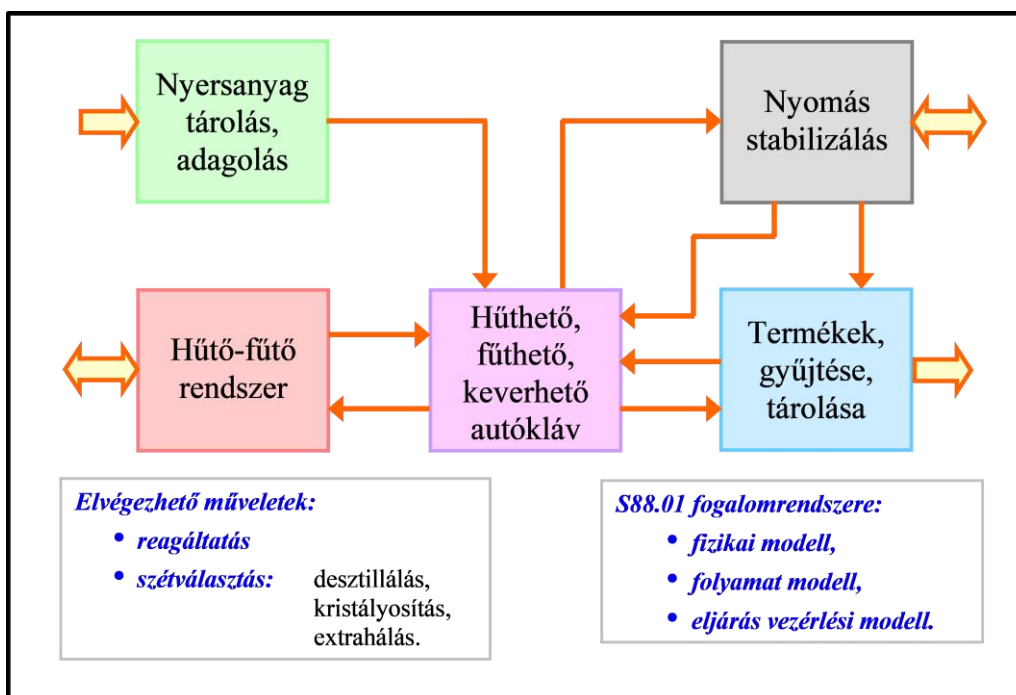 Nyersanyag
tárolás,
adagolás
Nyomás
stabilizálás
Hűtő-fűtő
rendszer
Hűthető,
fűthető,
keverhető
autókláv
Termékek,
gyűjtése,
tárolása
Elvégezhető műveletek:
• reagáltatás
• szétválasztás: desztillálás,
kristályosítás,
extrahálás.
S88.01 fogalomrendszere:
• fizikai modell,
• folyamat modell,
• eljárás vezérlési modell.